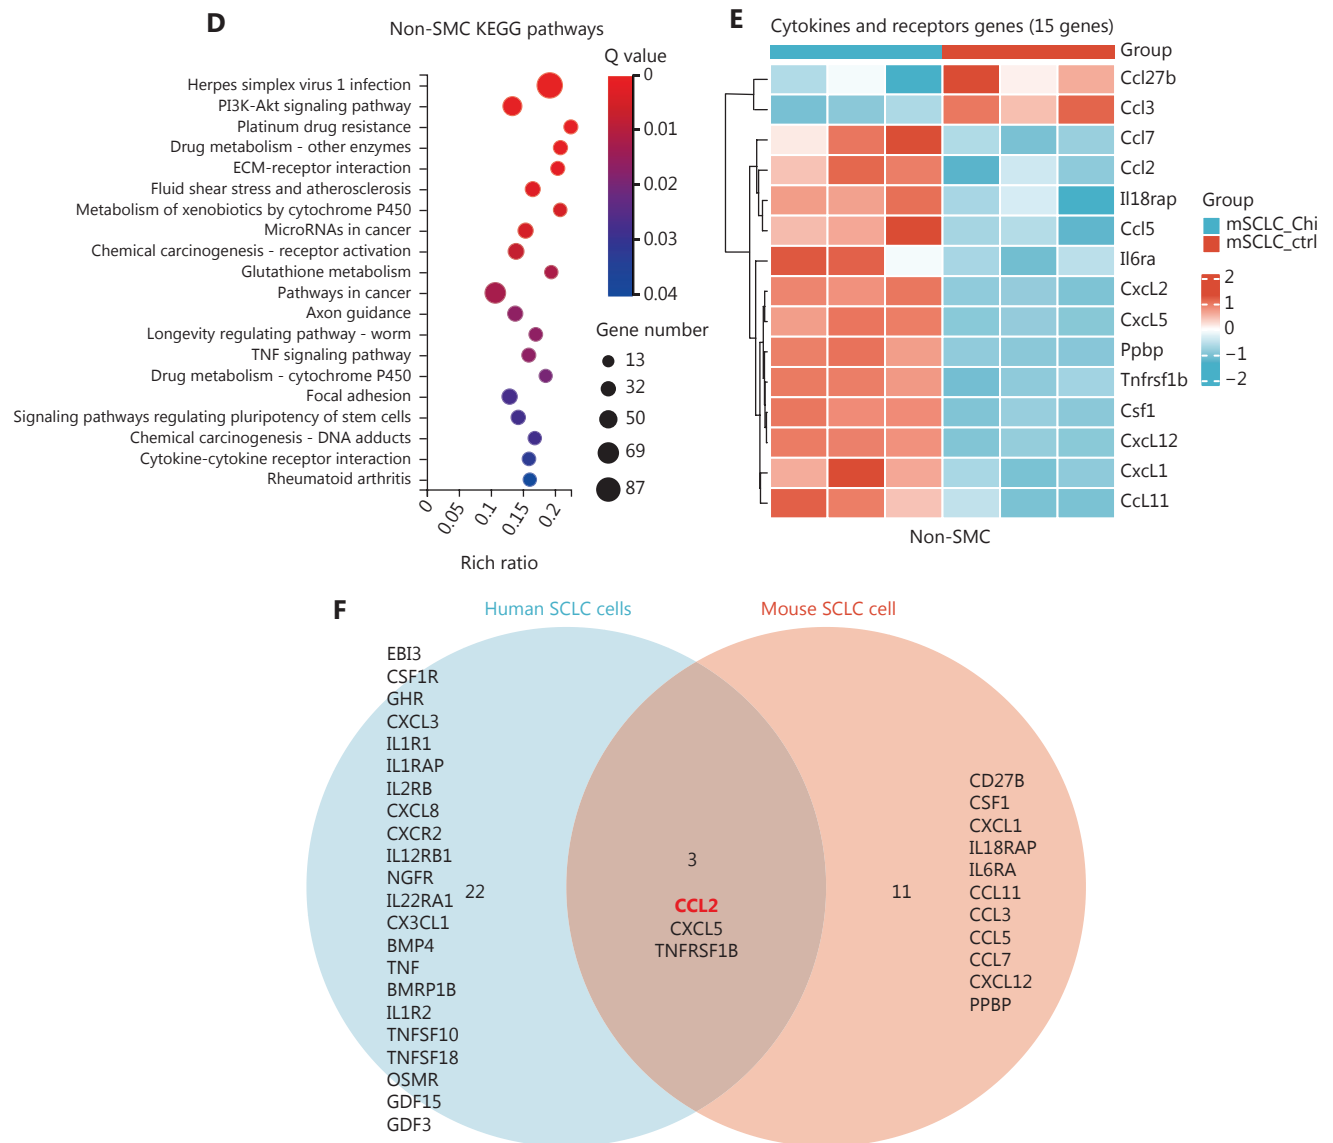 D
Non-SMC KEGG pathways
Herpes simplex virus 1 infection
PI3K-Akt signaling pathway
Platinum drug resistance
Drug metabolism - other enzymes
ECM-receptor interaction
Fluid shear stress and atherosclerosis
Metabolism of xenobiotics by cytochrome P450
MicroRNAs in cancer
Chemical carcinogenesis - receptor activation
Glutathione metabolism
Pathways in cancer
Axon guidance
Longevity regulating pathway - worm
TNF signaling pathway
Drug metabolism - cytochrome P450
Focal adhesion
Signaling pathways regulating pluripotency of stem cells
Chemical carcinogenesis - DNA adducts
Cytokine-cytokine receptor interaction
Rheumatoid arthritis
0
0.05
0.1
0.15
0.2
Rich ratio
Q value
0
0.01
0.02
0.03
0.04
Gene number
13
32
50
69
87
E
Cytokines and receptors genes (15 genes)
Group
Ccl27b
Ccl3
Ccl7
Ccl2
Il18rap
Ccl5
Il6ra
CxcL2
CxcL5
Ppbp
Tnfrsf1b
Csf1
CxcL12
CxcL1
CcL11
Non-SMC
Group
mSCLC_Chi
mSCLC_ctrl
2
1
0
−1
−2
F
Human SCLC cells
Mouse SCLC cell
EBI3
CSF1R
GHR
CXCL3
IL1R1
IL1RAP
IL2RB
CXCL8
CXCR2
IL12RB1
NGFR
IL22RA1
CX3CL1
BMP4
TNF
BMRP1B
IL1R2
TNFSF10
TNFSF18
OSMR
GDF15
GDF3
22
3
CCL2
CXCL5
TNFRSF1B
11
CD27B
CSF1
CXCL1
IL18RAP
IL6RA
CCL11
CCL3
CCL5
CCL7
CXCL12
PPBP